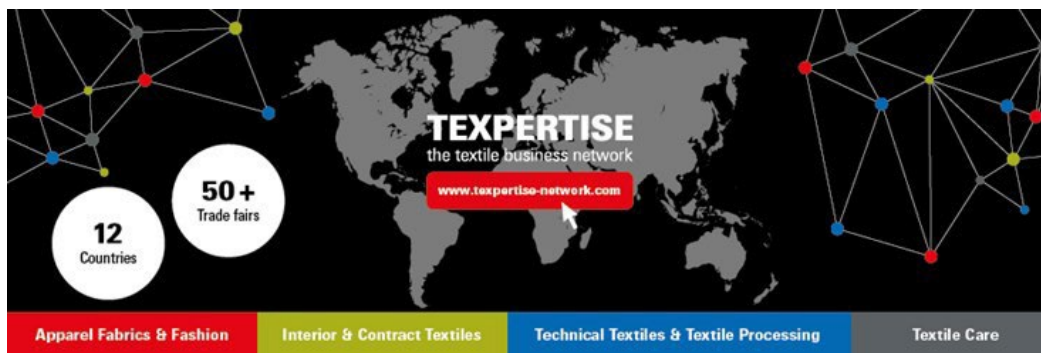 TEXPERTISE
the textile business network
www.texpertise-network.com
50+
Trade fairs
12
Countries
Apparel Fabrics & Fashion
Interior & Contract Textiles
Technical Textiles & Textile Processing
Textile Care